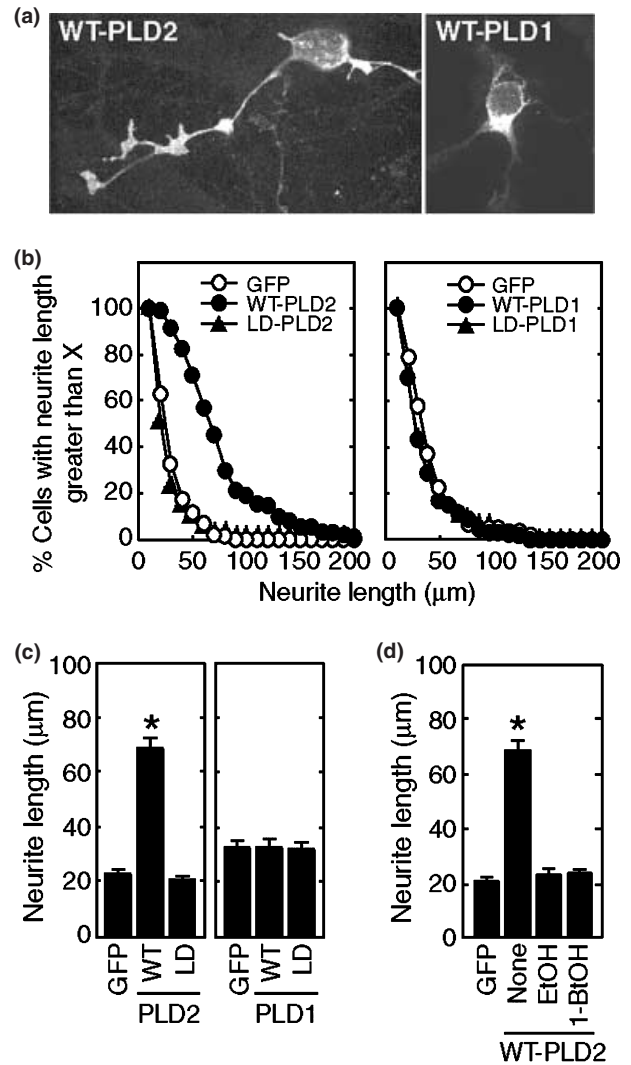 (a)
WT-PLD2
WT-PLD1
(b)
% Cells with neurite length
greater than X
100
80
60
40
20
0
GFP
WT-PLD2
LD-PLD2
0 50 100 150 200
GFP
WT-PLD1
LD-PLD1
0 50 100 150 200
Neurite length (μm)
(c)
Neurite length (μm)
100
80
60
40
20
0
*
GFP
WT
LD
PLD2
GFP
WT
LD
PLD1
(d)
Neurite length (μm)
100
80
60
40
20
0
*
GFP
None
EtOH
1-BtOH
WT-PLD2